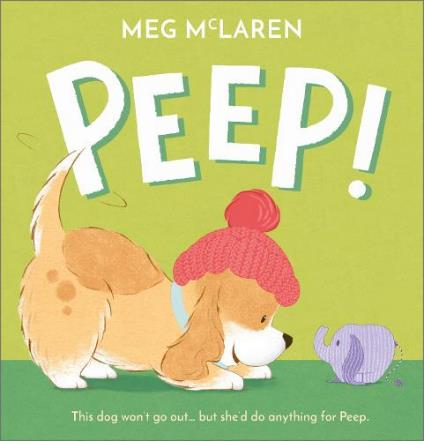 MEG McLAREN
PEEP!
This dog won't go out... but she'd do anything for Peep.